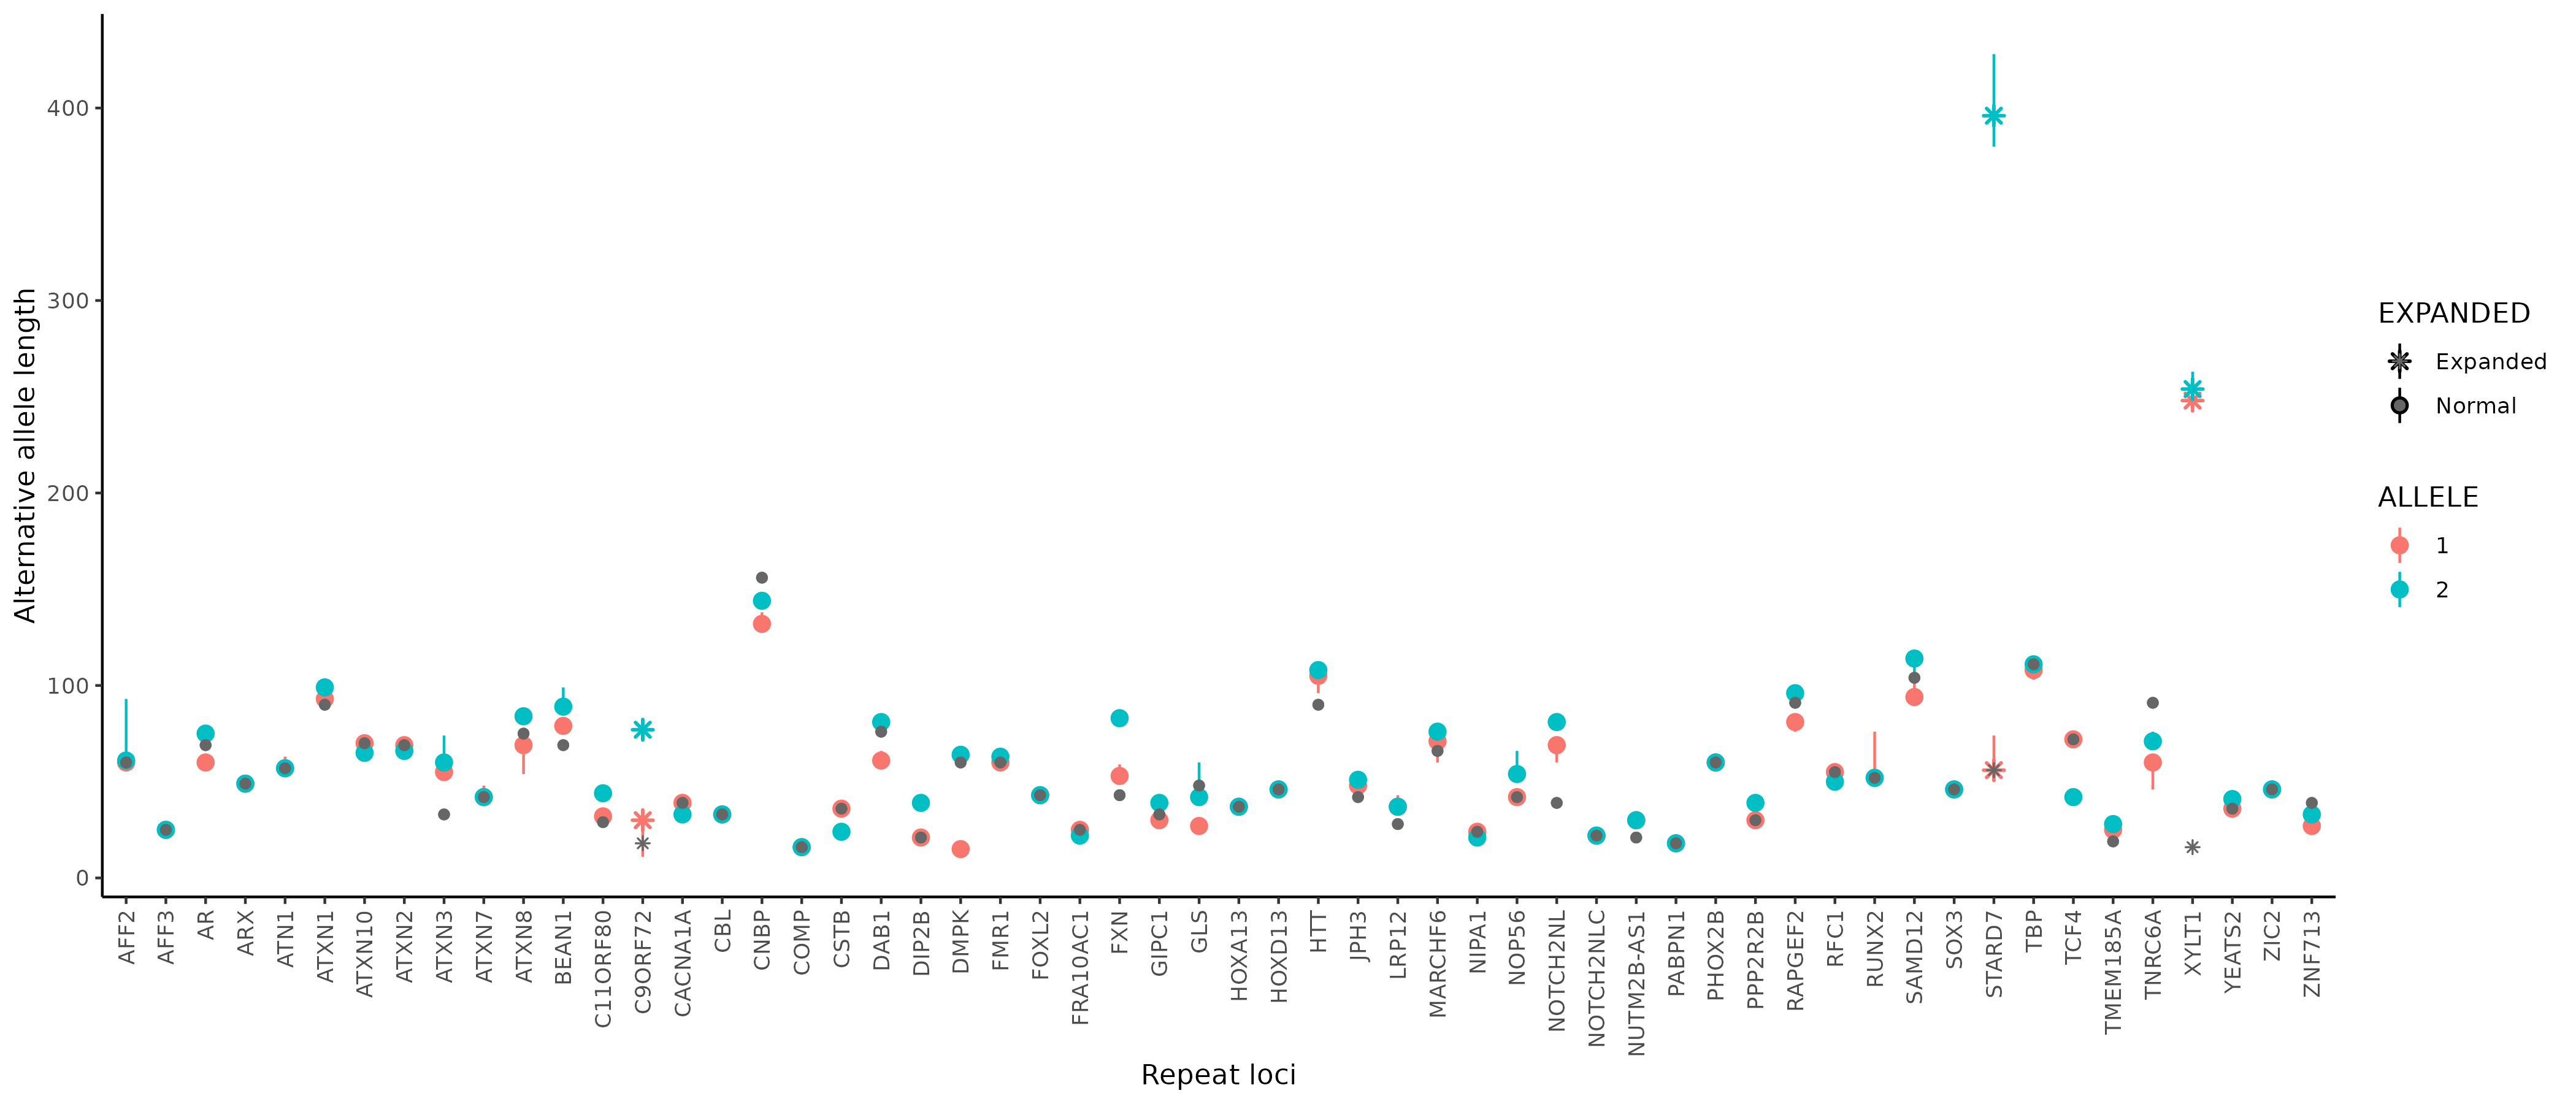 Alternative allele length
400
300
200
100
0
AFF2
AFF3
AR
ARX
ATN1
ATXN1
ATXN10
ATXN2
ATXN3
ATXN7
ATXN8
BEAN1
C11ORF80
C9ORF72
CACNA1A
CBL
CNBP
COMP
CSTB
DAB1
DIP2B
DMPK
FMR1
FOXL2
FRA10AC1
FXN
GIPC1
GLS
HOXA13
HOXD13
HTT
JPH3
LRP12
MARCHF6
NIPA1
NOP56
NOTCH2NL
NOTCH2NLC
NUTM2B-AS1
PABPN1
PHOX2B
PPP2R2B
RAPGEF2
RFC1
RUNX2
SAMD12
SOX3
STARD7
TBP
TCF4
TMEM185A
TNRC6A
XYLT1
YEATS2
ZIC2
ZNF713
Repeat loci
EXPANDED
Expanded
Normal
ALLELE
1
2